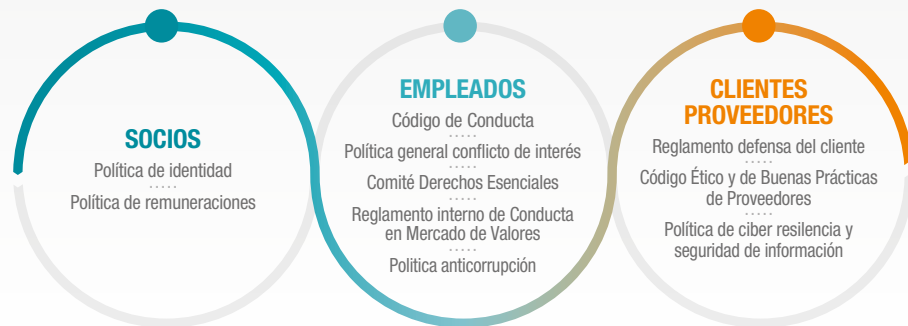 SOCIOS
Política de identidad
Política de remuneraciones
EMPLEADOS
Código de Conducta
Política general conflicto de interés
Comité Derechos Esenciales
Reglamento interno de Conducta
en Mercado de Valores
Politica anticorrupción
CLIENTES
PROVEEDORES
Reglamento defensa del cliente
Código Ético y de Buenas Prácticas
de Proveedores
Política de ciber resilencia y
seguridad de información